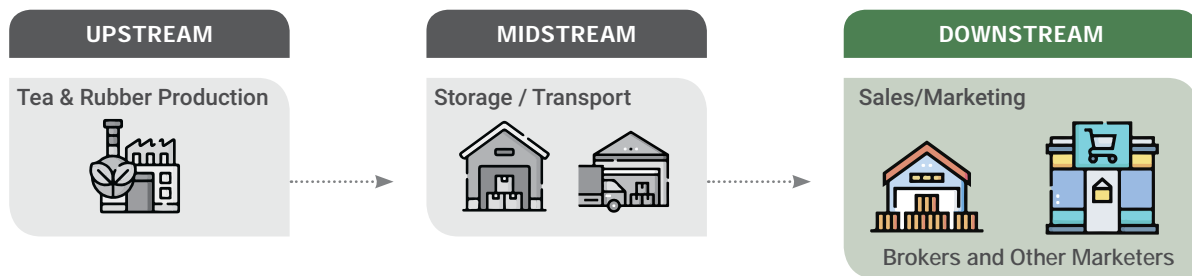 UPSTREAM
MIDSTREAM
DOWNSTREAM
Tea & Rubber Production
Storage / Transport
Sales/Marketing
Brokers and Other Marketers